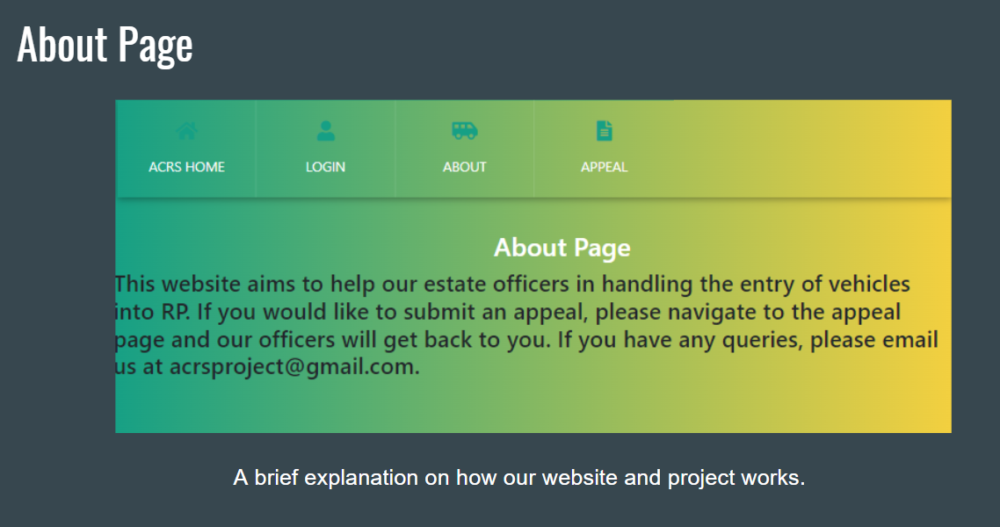 About Page
ACRS HOME
LOGIN
ABOUT
APPEAL
About Page
This website aims to help our estate officers in handling the entry of vehicles
into RP. If you would like to submit an appeal, please navigate to the appeal
page and our officers will get back to you. If you have any queries, please email
us at acrsproject@gmail.com.
A brief explanation on how our website and project works.